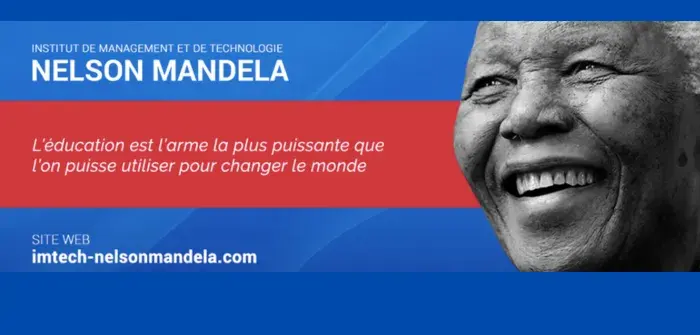 INSTITUT DE MANAGEMENT ET DE TECHNOLOGIE
NELSON MANDELA
L'éducation est l'arme la plus puissante que
l'on puisse utiliser pour changer le monde
SITE WEB
imtech-nelsonmandela.com